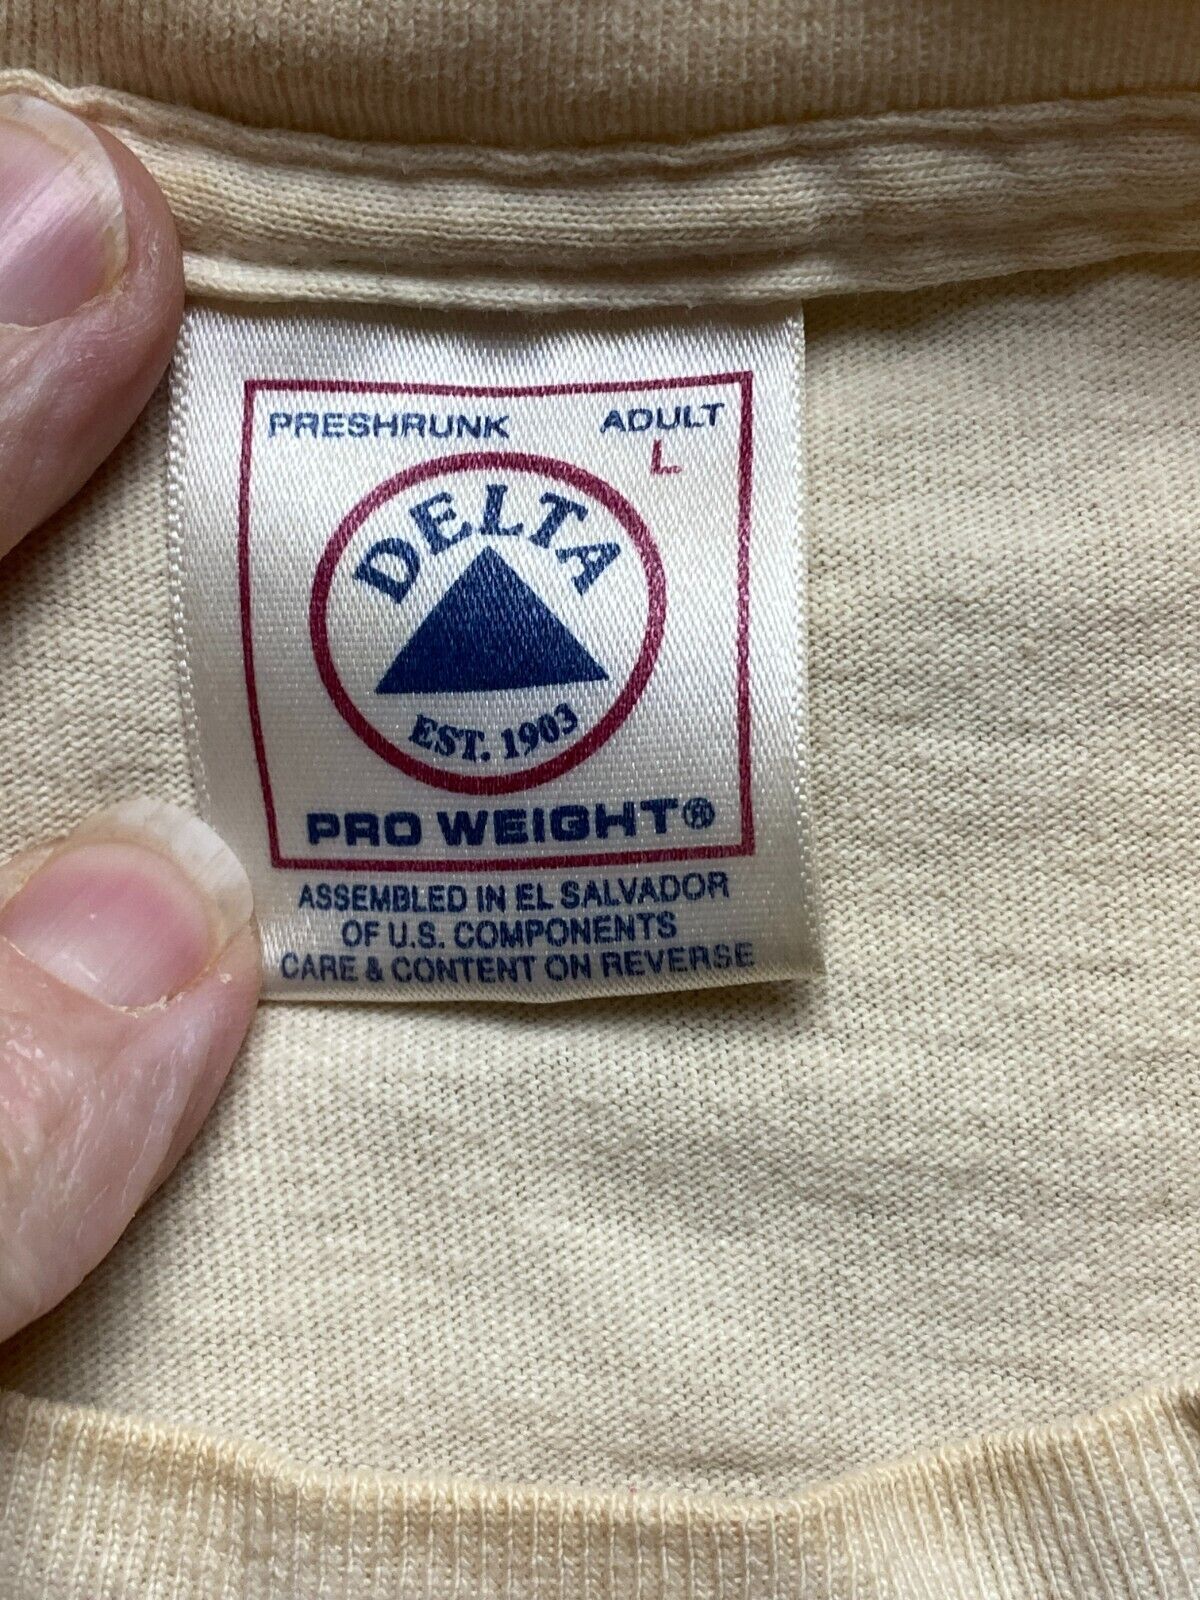 PRESHRUNK ADULT
L
DELTA
EST. 1903
PRO WEIGHT®
ASSEMBLED IN EL SALVADOR
OF U.S. COMPONENTS
CARE & CONTENT ON REVERSE